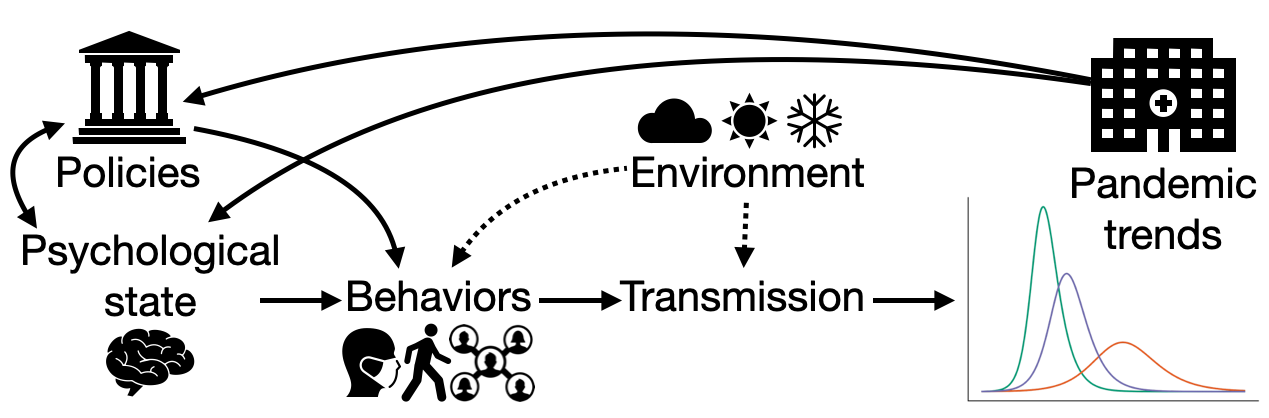 Policies
Environment
Pandemic
trends
Psychological
state
Behaviors
Transmission